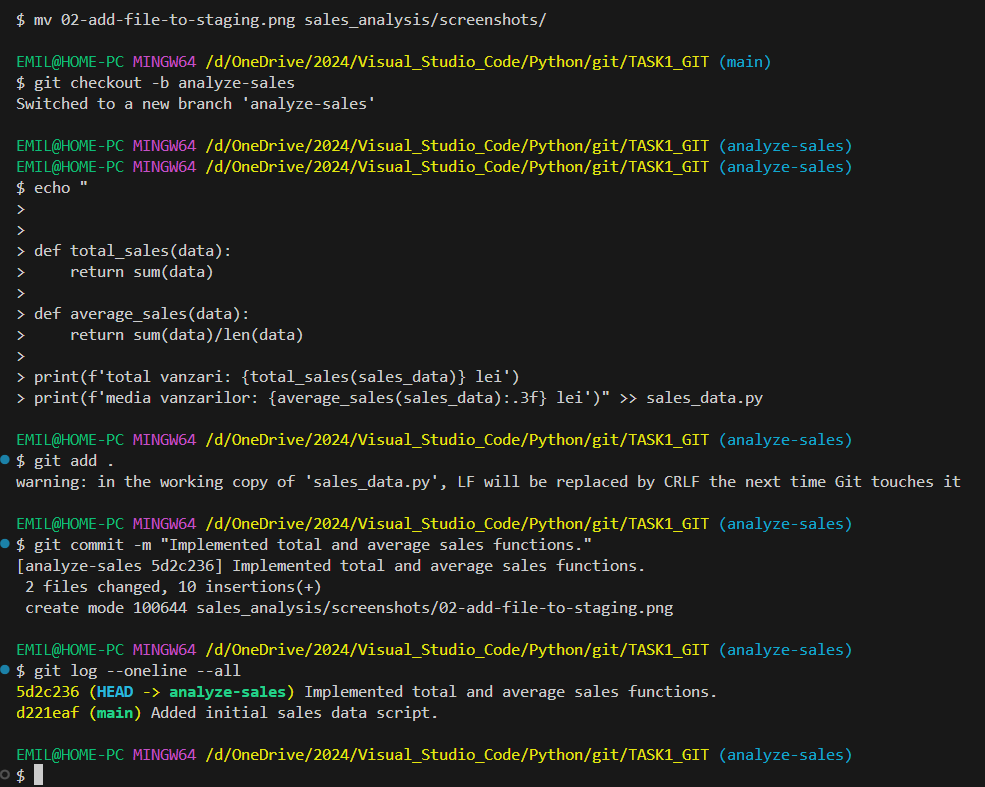 $ mv 02-add-file-to-staging.png sales_analysis/screenshots/
EMIL@HOME-PC MINGW64 /d/OneDrive/2024/Visual_Studio_Code/Python/git/TASK1_GIT (main)
$ git checkout -b analyze-sales
Switched to a new branch 'analyze-sales'
EMIL@HOME-PC MINGW64 /d/OneDrive/2024/Visual_Studio_Code/Python/git/TASK1_GIT (analyze-sales)
EMIL@HOME-PC MINGW64 /d/OneDrive/2024/Visual_Studio_Code/Python/git/TASK1_GIT (analyze-sales)
$ echo "
>
>
> def total_sales(data):
>     return sum(data)
>
> def average_sales(data):
>     return sum(data)/len(data)
>
> print(f'total vanzari: {total_sales(sales_data)} lei')
> print(f'media vanzarilor: {average_sales(sales_data):.3f} lei')" >> sales_data.py
EMIL@HOME-PC MINGW64 /d/OneDrive/2024/Visual_Studio_Code/Python/git/TASK1_GIT (analyze-sales)
$ git add .
warning: in the working copy of 'sales_data.py', LF will be replaced by CRLF the next time Git touches it
EMIL@HOME-PC MINGW64 /d/OneDrive/2024/Visual_Studio_Code/Python/git/TASK1_GIT (analyze-sales)
$ git commit -m "Implemented total and average sales functions."
[analyze-sales 5d2c236] Implemented total and average sales functions.
 2 files changed, 10 insertions(+)
 create mode 100644 sales_analysis/screenshots/02-add-file-to-staging.png
EMIL@HOME-PC MINGW64 /d/OneDrive/2024/Visual_Studio_Code/Python/git/TASK1_GIT (analyze-sales)
$ git log --oneline --all
5d2c236 (HEAD -> analyze-sales) Implemented total and average sales functions.
d221eaf (main) Added initial sales data script.
EMIL@HOME-PC MINGW64 /d/OneDrive/2024/Visual_Studio_Code/Python/git/TASK1_GIT (analyze-sales)
$